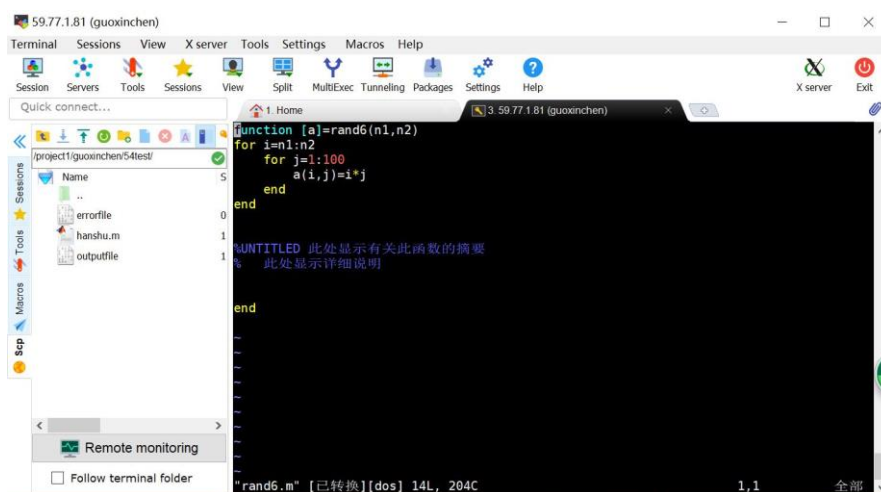 59.77.1.81 (guoxinchen)
Terminal Sessions View X server Tools Settings Macros Help
Session Servers Tools Sessions View Split MultiExec Tunneling Packages Settings Help X server Exit
Quick connect...
1. Home
3. 59.77.1.81 (guoxinchen)
/project1/guoxinchen/54test/
Name S
..
errorfile 0
hanshu.m 1
outputfile 1
Sessions
Tools
Macros
Scp
Remote monitoring
Follow terminal folder
function [a]=rand6(n1,n2)
for i=n1:n2
    for j=1:100
        a(i,j)=i*j
    end
end
%UNTITLED 此处显示有关此函数的摘要
%   此处显示详细说明
end
~
~
~
~
~
~
~
~
~
~
"rand6.m" [已转换][dos] 14L, 204C 1,1 全部